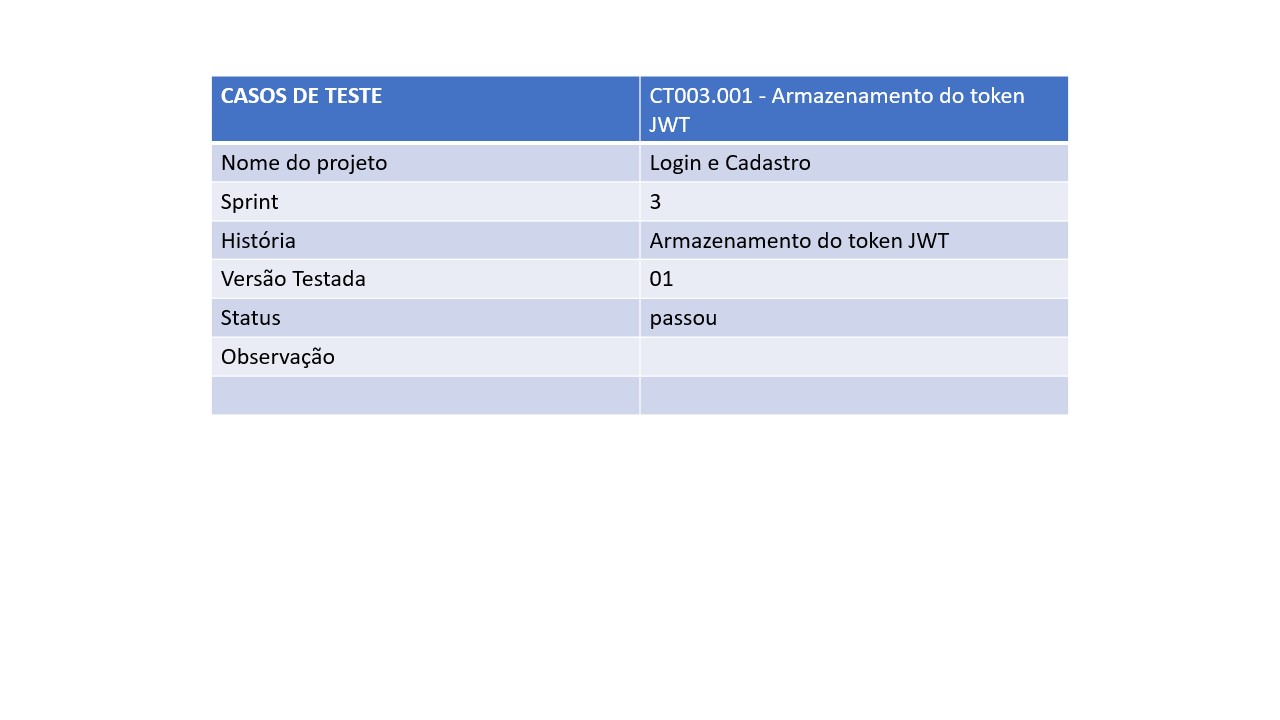 CASOS DE TESTE
CT003.001 - Armazenamento do token
JWT
Nome do projeto
Login e Cadastro
Sprint
3
História
Armazenamento do token JWT
Versão Testada
01
Status
passou
Observação